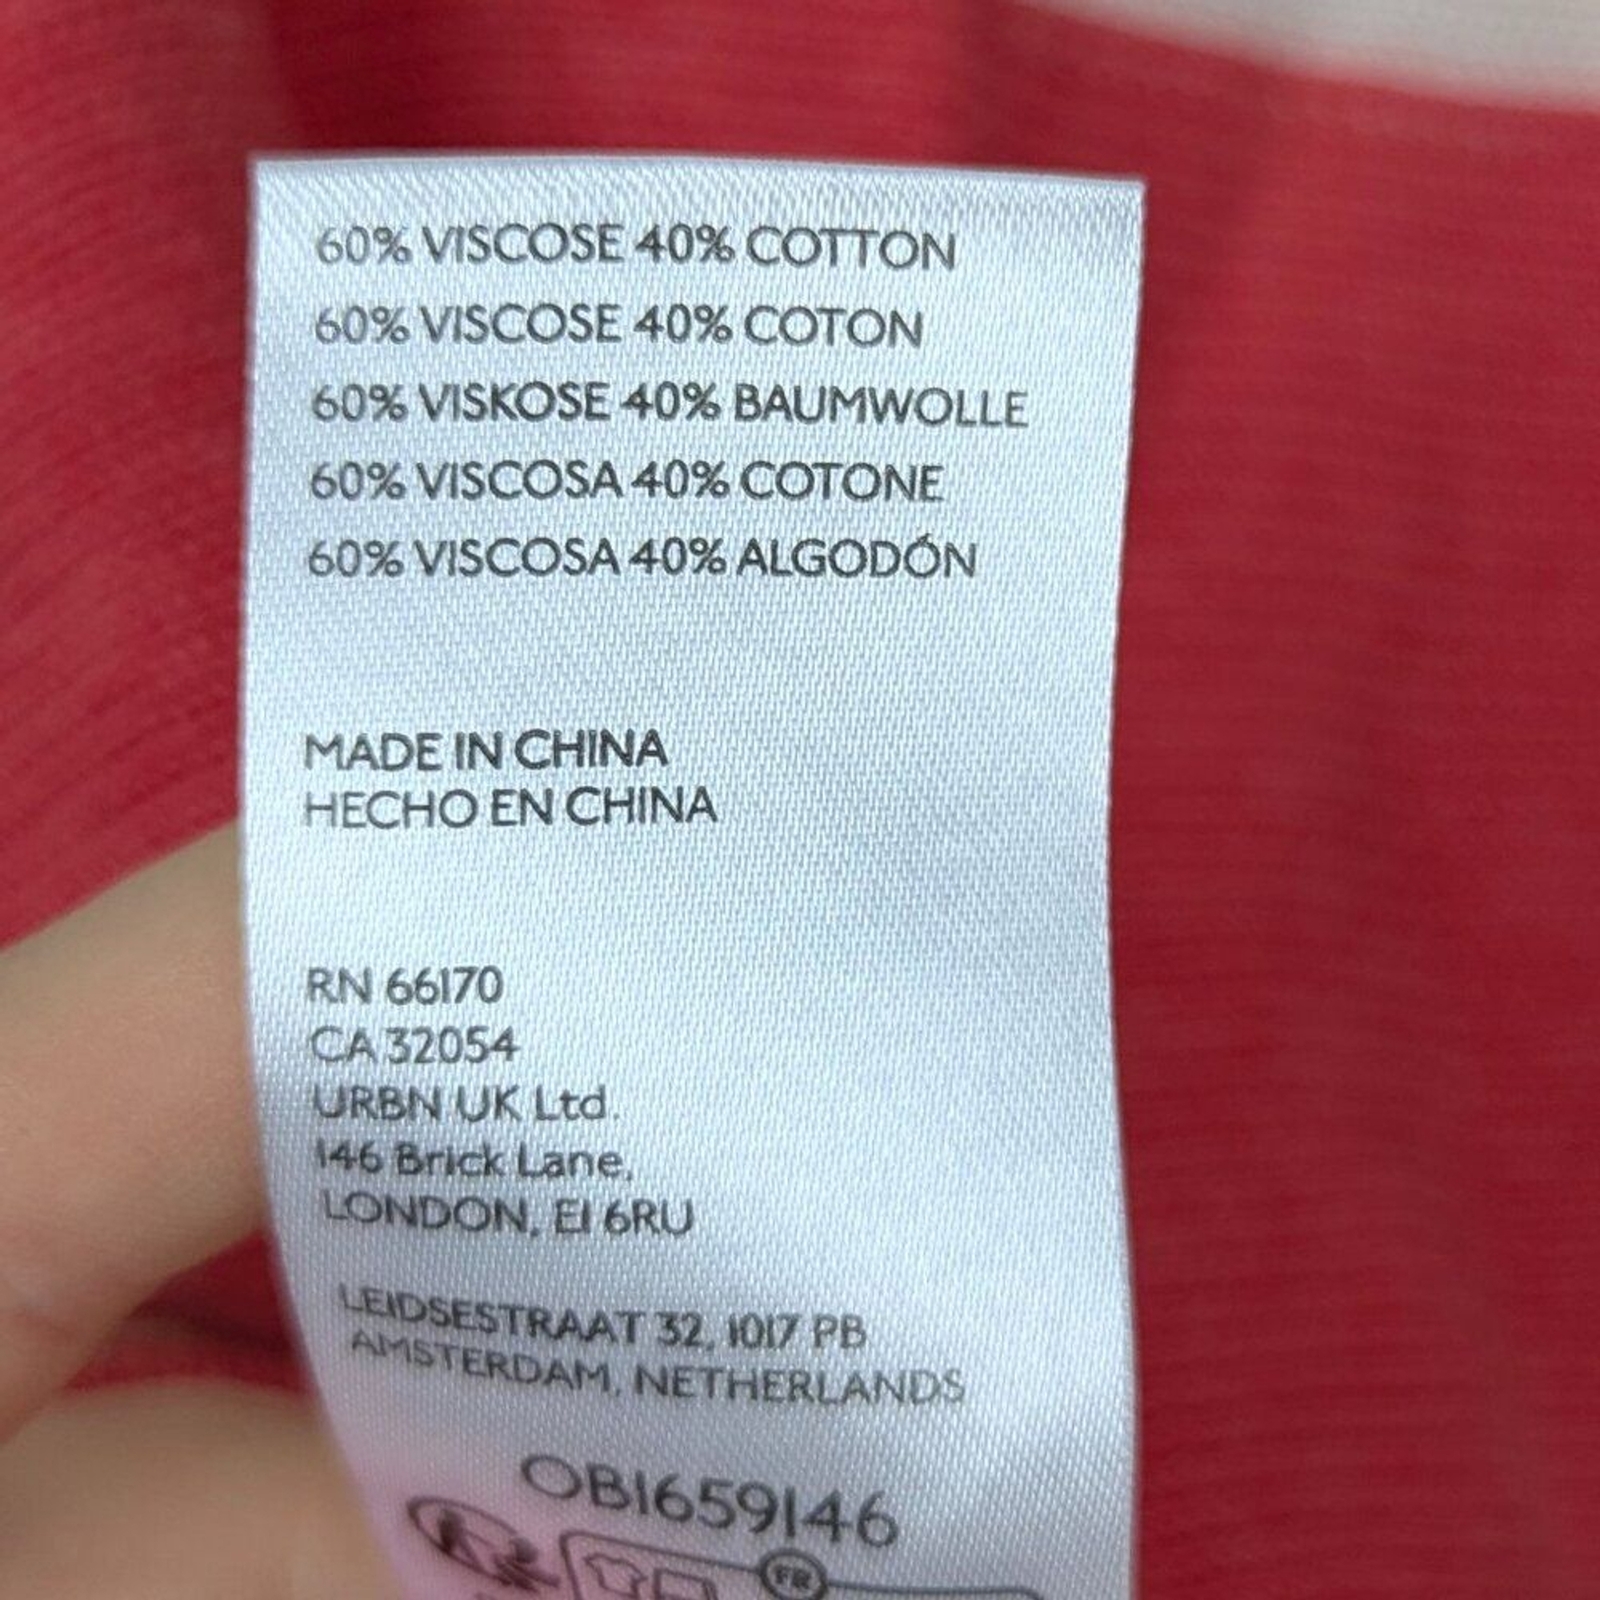 60% VISCOSE 40% COTTON
60% VISCOSE 40% COTON
60% VISKOSE 40% BAUMWOLLE
60% VISCOSA 40% COTONE
60% VISCOSA 40% ALGODÓN
MADE IN CHINA
HECHO EN CHINA
RN 66170
CA 32054
URBN UK Ltd.
146 Brick Lane,
LONDON, E1 6RU
LEIDSESTRAAT 32, 1017 PB
AMSTERDAM, NETHERLANDS
OB1659146
FR